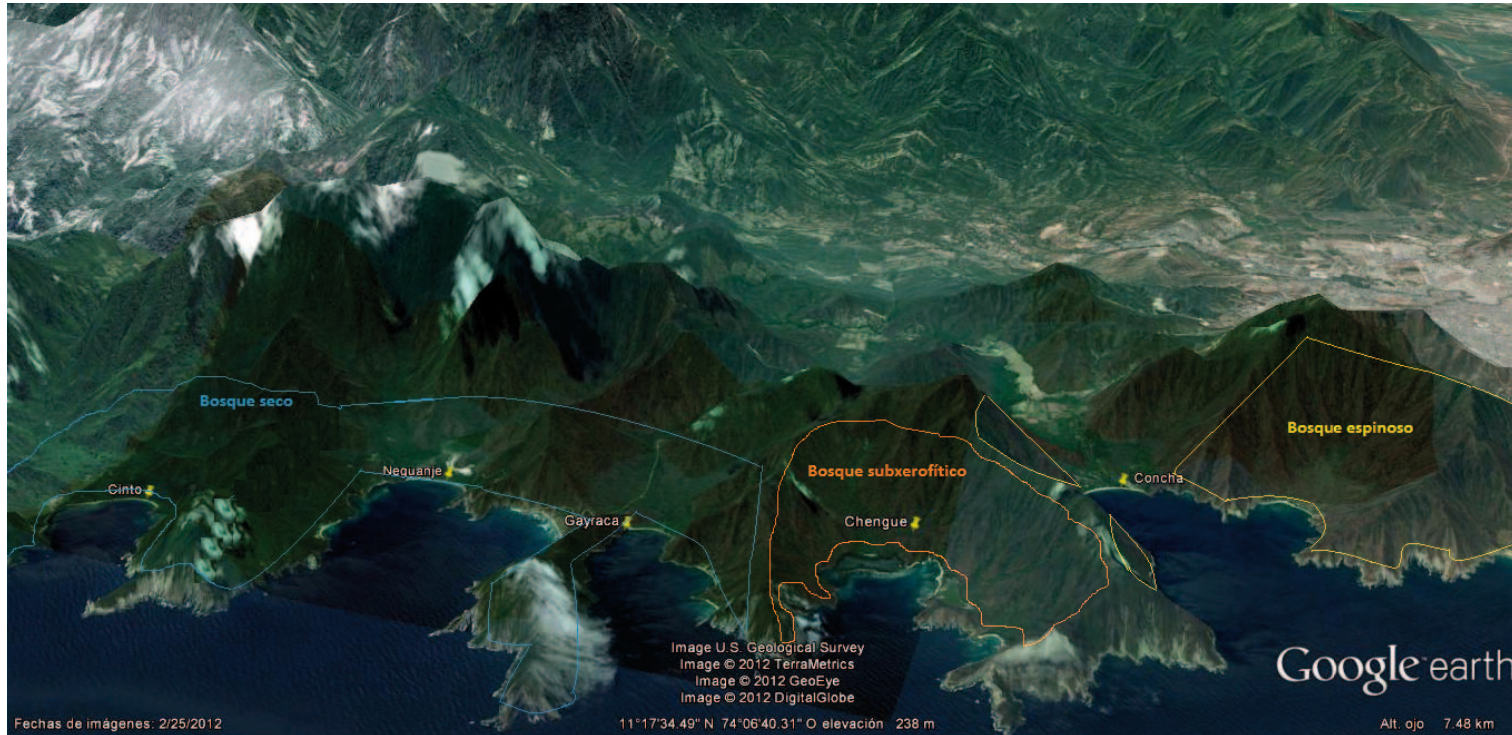 Bosque seco
Bosque espinoso
Bosque subxerofítico
Neguanje
Concha
Cinto
Gayraca
Chengue
Image U.S. Geological Survey
Image © 2012 TerraMetrics
Image © 2012 GeoEye
Image © 2012 DigitalGlobe
Google earth
Fechas de imágenes: 2/25/2012
11°17'34.49" N 74°06'40.31" O elevación 238 m
Alt. ojo 7.48 km